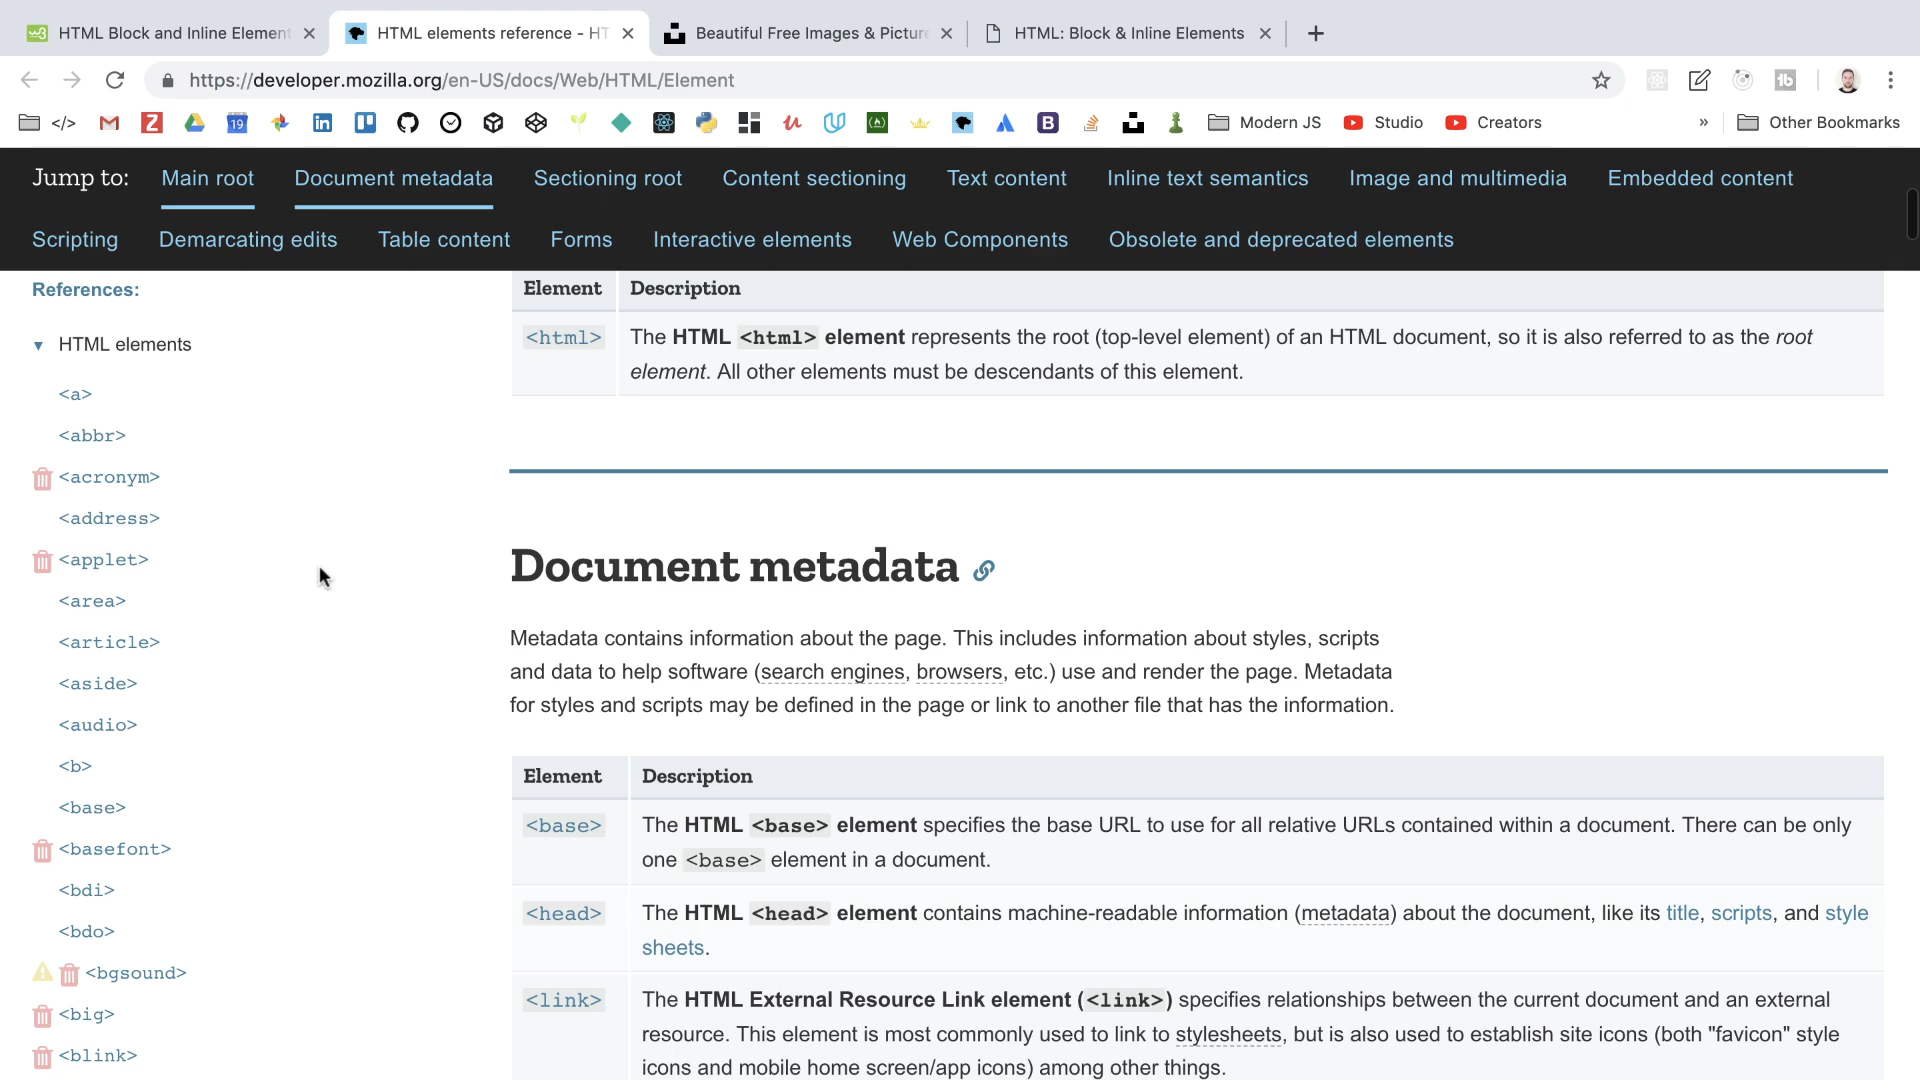 HTML Block and Inline Element
HTML elements reference - HT
Beautiful Free Images & Pictur
HTML: Block & Inline Elements
https://developer.mozilla.org/en-US/docs/Web/HTML/Element
</>
19
Modern JS
Studio
Creators
»
Other Bookmarks
Jump to:
Main root
Document metadata
Sectioning root
Content sectioning
Text content
Inline text semantics
Image and multimedia
Embedded content
Scripting
Demarcating edits
Table content
Forms
Interactive elements
Web Components
Obsolete and deprecated elements
References:
HTML elements
<a>
<abbr>
<acronym>
<address>
<applet>
<area>
<article>
<aside>
<audio>
<b>
<base>
<basefont>
<bdi>
<bdo>
<bgsound>
<big>
<blink>
Element Description
<html> The HTML <html> element represents the root (top-level element) of an HTML document, so it is also referred to as the root
element. All other elements must be descendants of this element.
Document metadata
Metadata contains information about the page. This includes information about styles, scripts
and data to help software (search engines, browsers, etc.) use and render the page. Metadata
for styles and scripts may be defined in the page or link to another file that has the information.
Element Description
<base> The HTML <base> element specifies the base URL to use for all relative URLs contained within a document. There can be only
one <base> element in a document.
<head> The HTML <head> element contains machine-readable information (metadata) about the document, like its title, scripts, and style
sheets.
<link> The HTML External Resource Link element (<link>) specifies relationships between the current document and an external
resource. This element is most commonly used to link to stylesheets, but is also used to establish site icons (both "favicon" style
icons and mobile home screen/app icons) among other things.